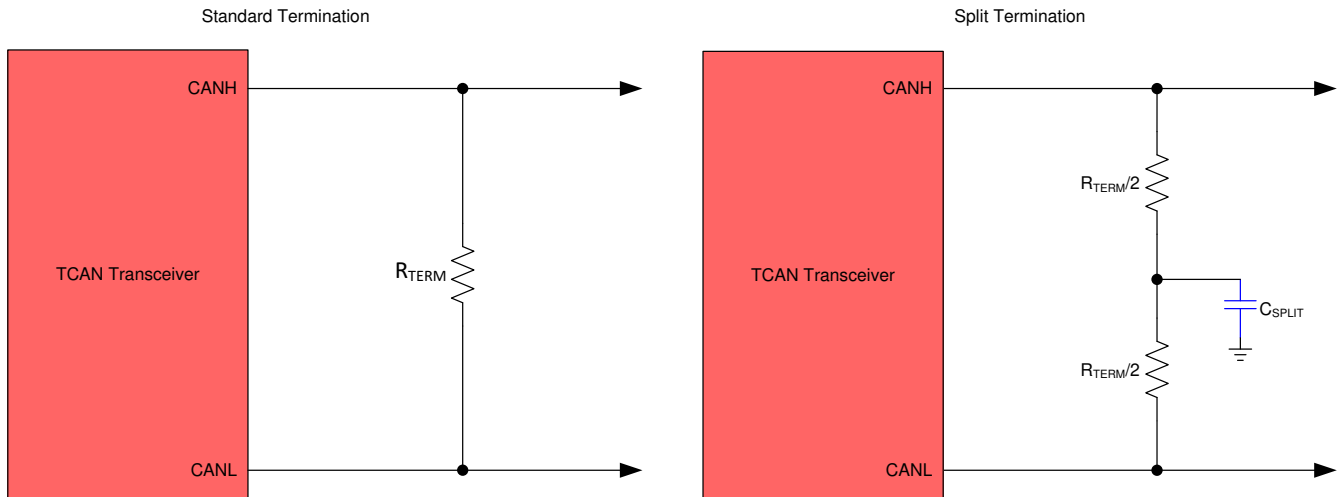 Standard Termination
CANH
TCAN Transceiver
RTERM
CANL
Split Termination
CANH
RTERM/2
TCAN Transceiver
CSPLIT
RTERM/2
CANL